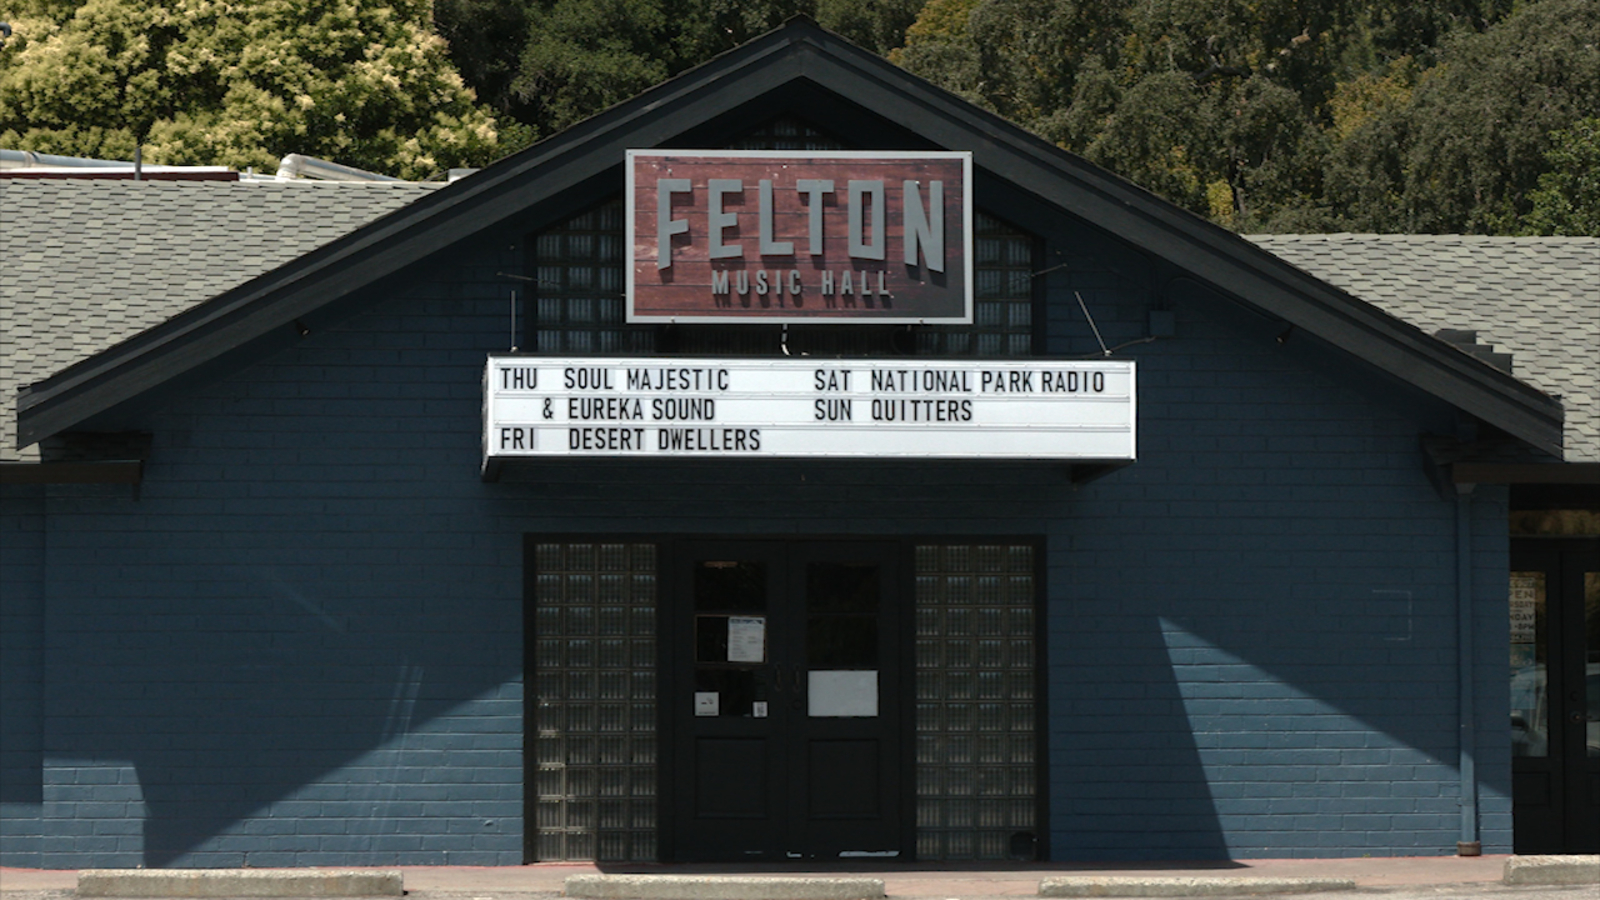 FELTON
MUSIC HALL
THU SOUL MAJESTIC
& EUREKA SOUND
FRI DESERT DWELLERS
SAT NATIONAL PARK RADIO
SUN QUITTERS